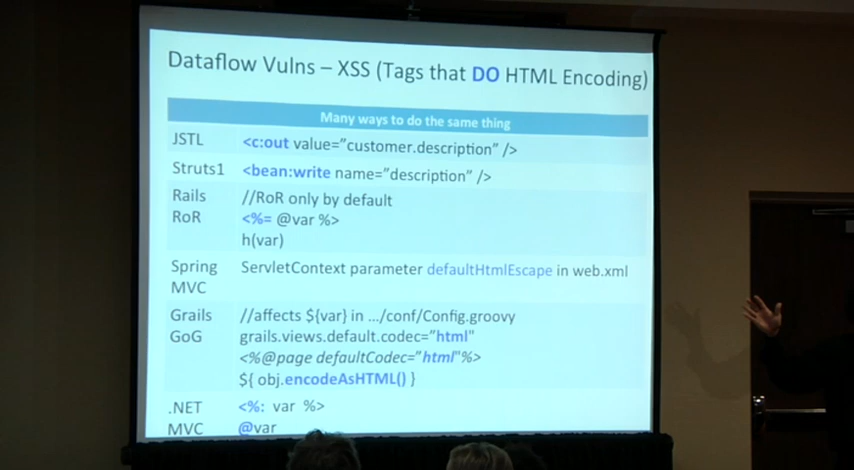 Dataflow Vulns – XSS (Tags that DO HTML Encoding)
Many ways to do the same thing
JSTL <c:out value=”customer.description” />
Struts1 <bean:write name=”description” />
Rails //RoR only by default
RoR <%= @var %>
h(var)
Spring ServletContext parameter defaultHtmlEscape in web.xml
MVC
Grails //affects ${var} in .../conf/Config.groovy
GoG grails.views.default.codec=”html"
<%@page defaultCodec=”html"%>
${ obj.encodeAsHTML() }
.NET <%: var %>
MVC @var